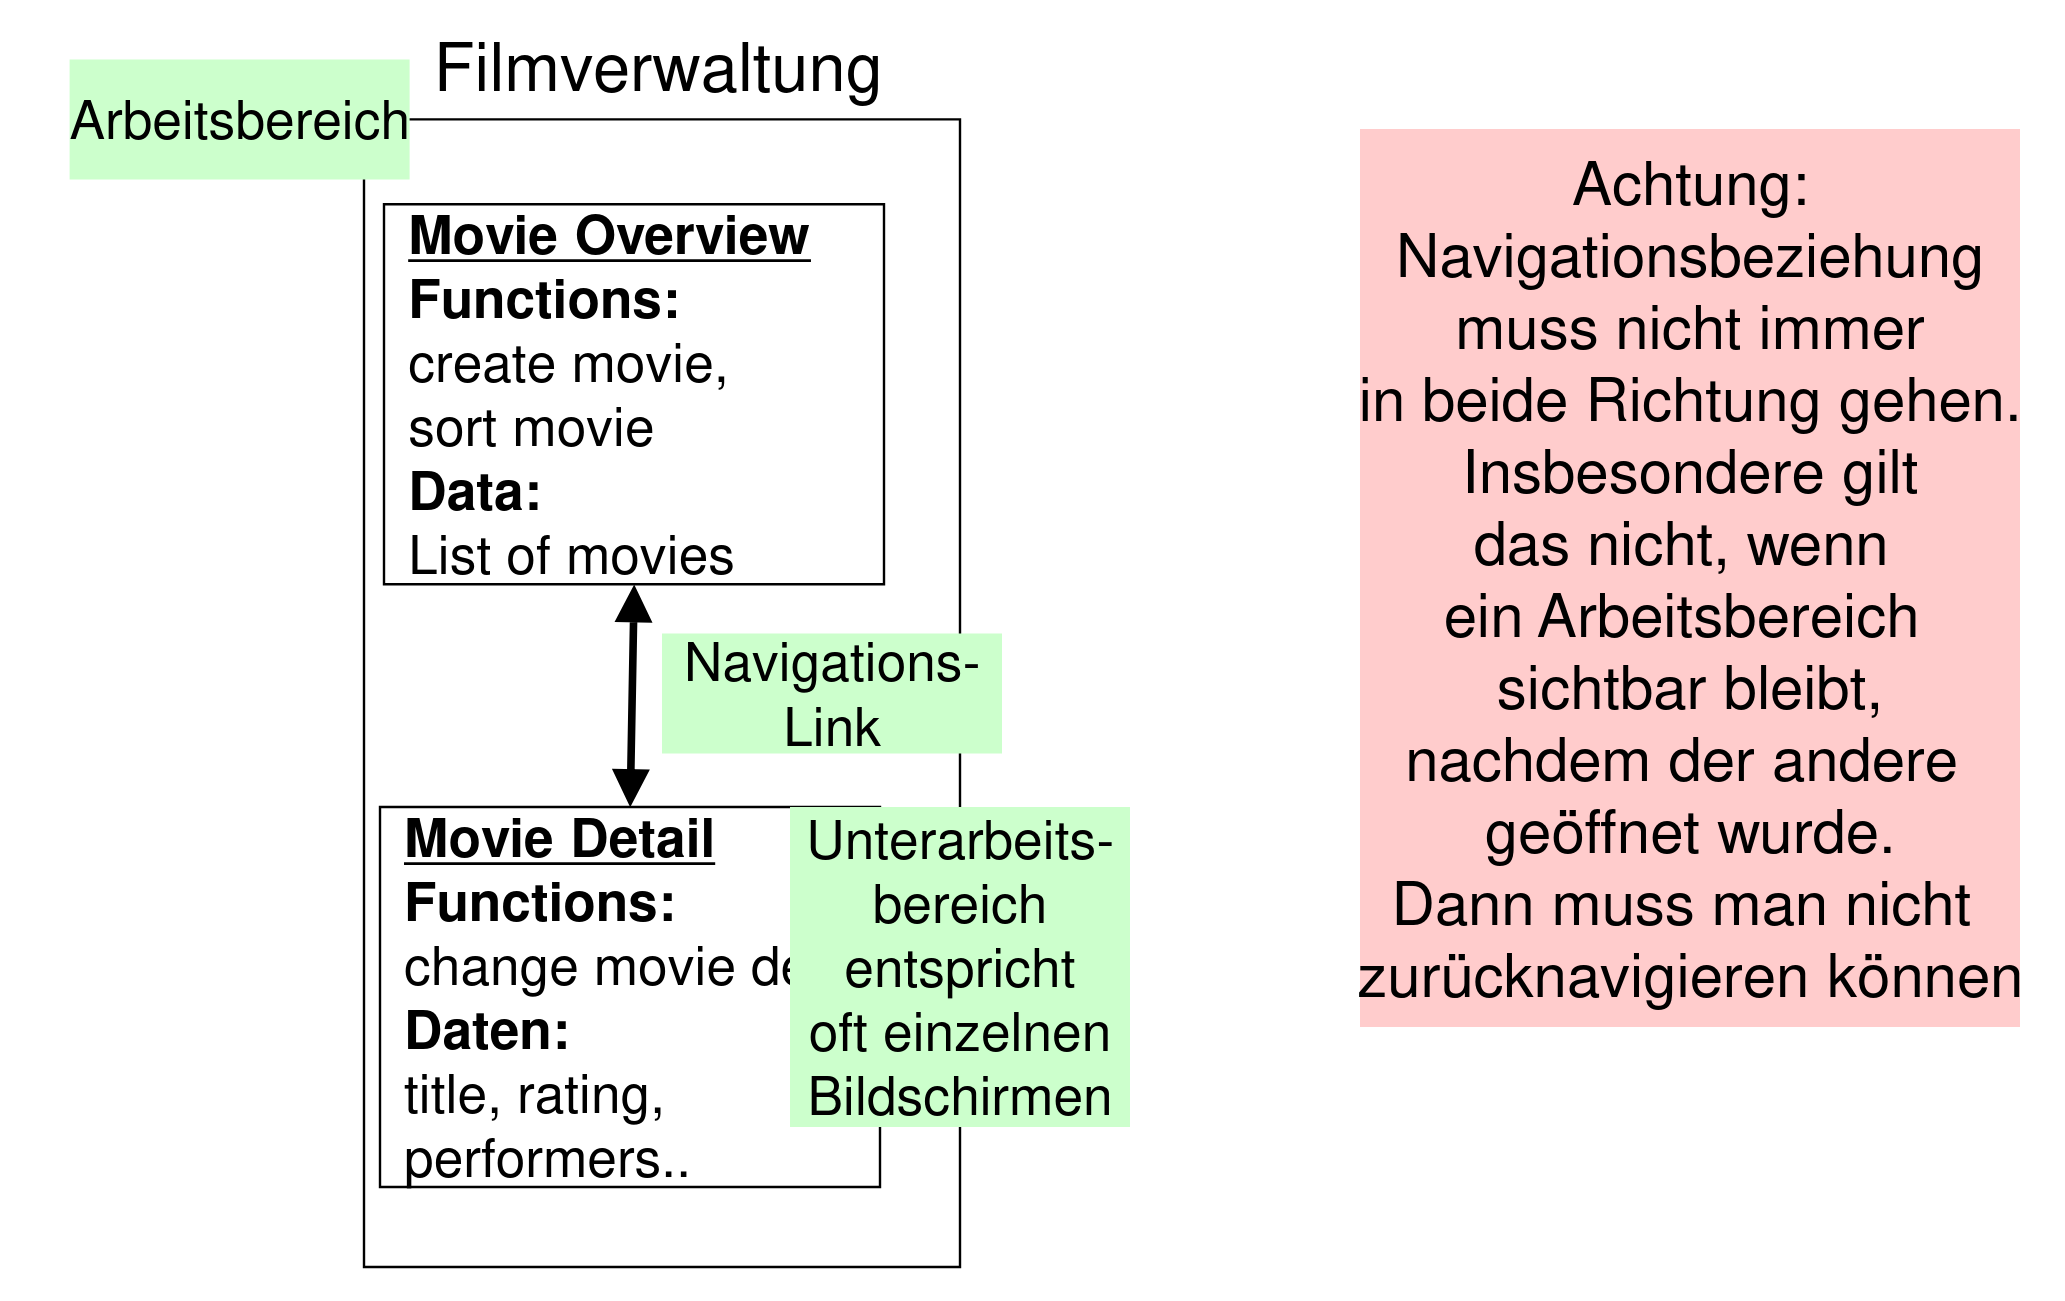 Filmverwaltung
Arbeitsbereich
Movie Overview
Functions:
create movie,
sort movie
Data:
List of movies
Navigations-
Link
Movie Detail
Functions:
change movie
Daten:
title, rating,
performers..
Unterarbeits-
bereich
entspricht
oft einzelnen
Bildschirmen
Achtung:
Navigationsbeziehung
muss nicht immer
in beide Richtung gehen.
Insbesondere gilt
das nicht, wenn
ein Arbeitsbereich
sichtbar bleibt,
nachdem der andere
geöffnet wurde.
Dann muss man nicht
zurücknavigieren können